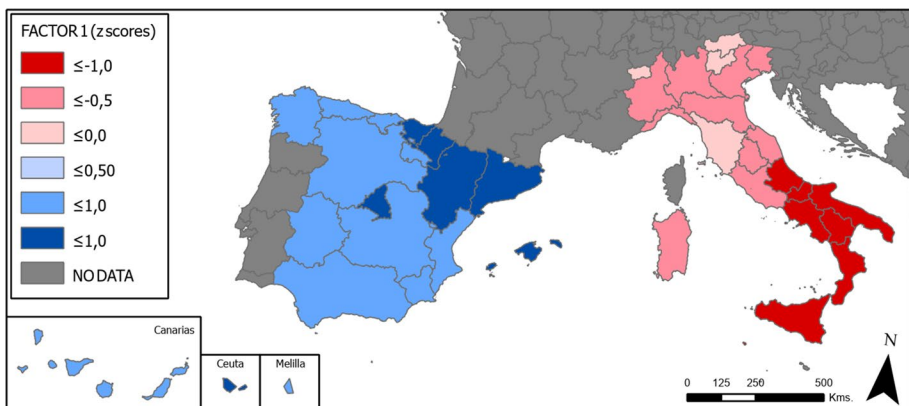 FACTOR 1 (z scores)
≤-1,0
≤-0,5
≤0,0
≤0,50
≤1,0
≤1,0
NO DATA
Canarias
Ceuta
Melilla
N
0 125 250 500
Kms.